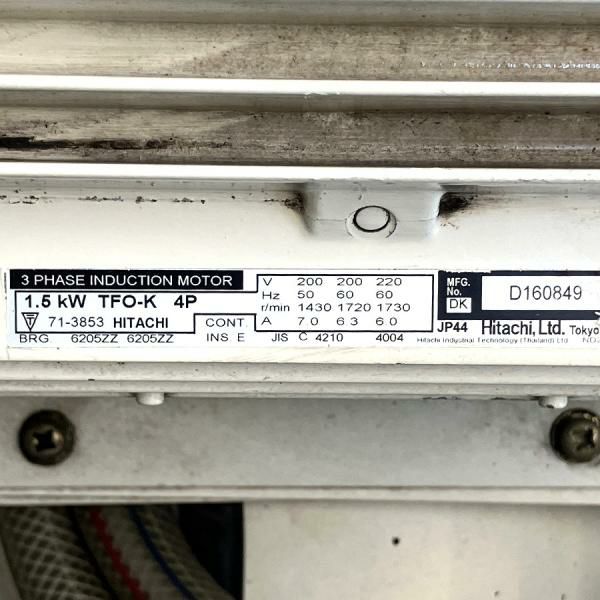 3 PHASE INDUCTION MOTOR
1.5 kW TFO-K 4P
71-3853 HITACHI
CONT.
BRG. 6205ZZ 6205ZZ INS E JIS C 4210 4004
V 200 200 220
Hz 50 60 60
r/min 1430 1720 1730
A 7.0 6.3 6.0
MFG. No. D160849
DK
JP44 Hitachi, Ltd. Tokyo
Hitachi Industrial Technology (Thailand) Ltd.